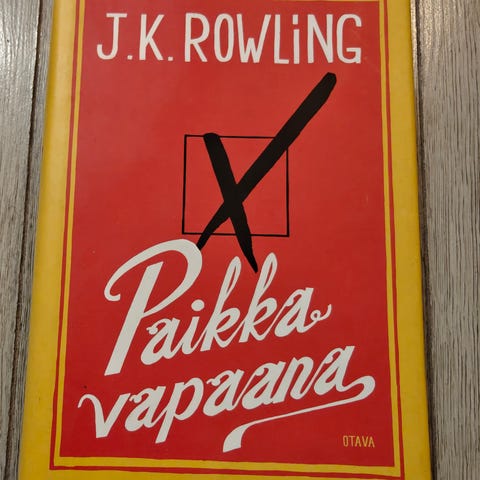 J.K. ROWLiNG
Paikka
vapaana
OTAVA